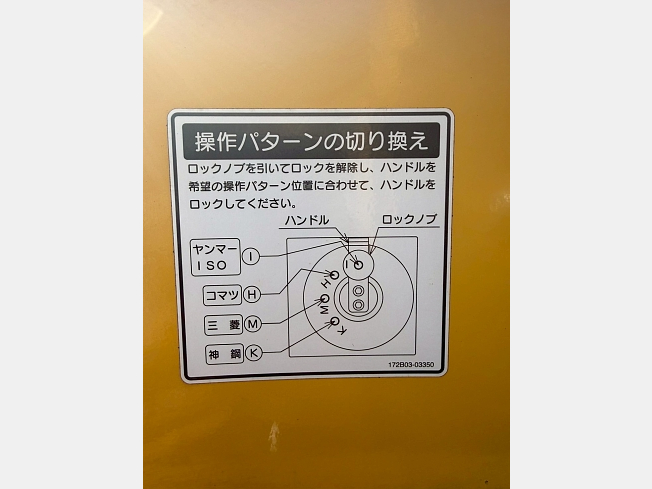 操作パターンの切り換え
ロックノブを引いてロックを解除し、ハンドルを
希望の操作パターン位置に合わせて、ハンドルを
ロックしてください。
ハンドル ロックノブ
ヤンマー
ISO I
コマツ H
三菱 M
神鋼 K
I
H
M
K
172B03-03350